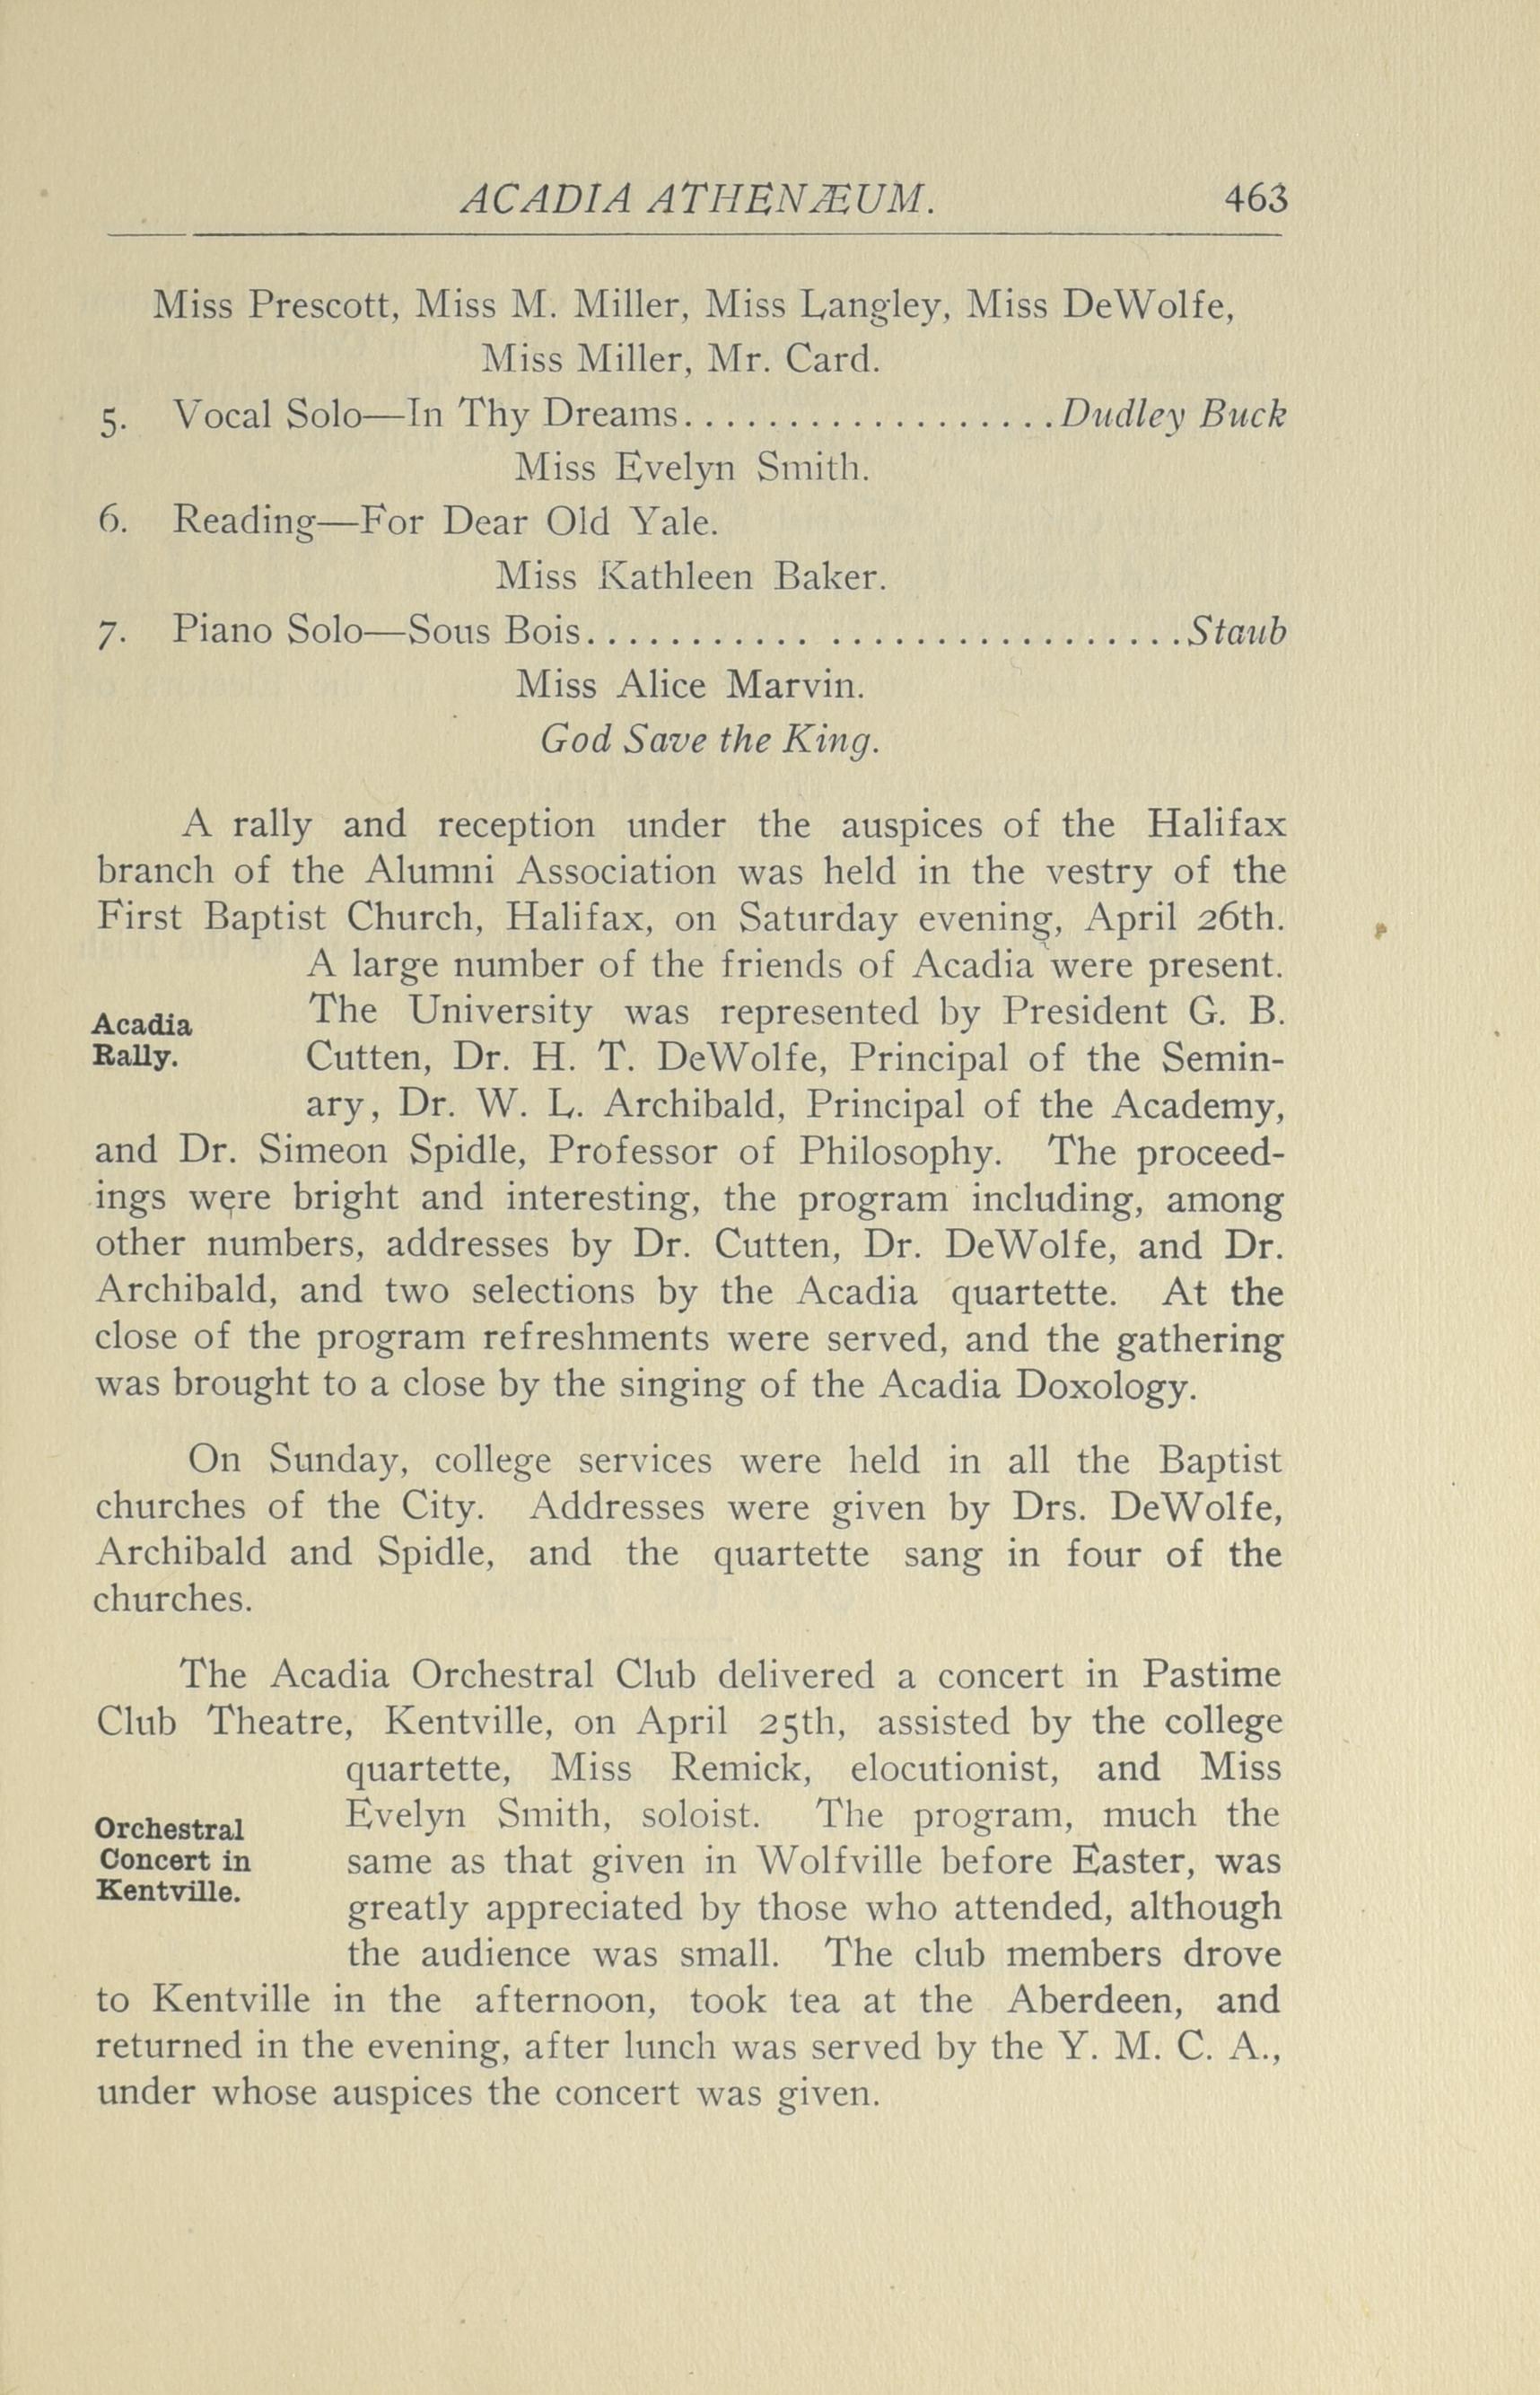 ACADIA ATHENÆUM. 463
Miss Prescott, Miss M. Miller, Miss Langley, Miss DeWolfe,
Miss Miller, Mr. Card.
5. Vocal Solo—In Thy Dreams..................Dudley Buck
Miss Evelyn Smith.
6. Reading—For Dear Old Yale.
Miss Kathleen Baker.
7. Piano Solo—Sous Bois........... .................Staub
Miss Alice Marvin.
God Save the King.
A rally and reception under the auspices of the Halifax
branch of the Alumni Association was held in the vestry of the
First Baptist Church, Halifax, on Saturday evening, April 26th.
A large number of the friends of Acadia were present.
Acadia
Rally.
The University was represented by President G. B.
Cutten, Dr. H. T. DeWolfe, Principal of the Semin-
ary, Dr. W. L. Archibald, Principal of the Academy,
and Dr. Simeon Spidle, Professor of Philosophy. The proceed-
ings were bright and interesting, the program including, among
other numbers, addresses by Dr. Cutten, Dr. DeWolfe, and Dr.
Archibald, and two selections by the Acadia quartette. At the
close of the program refreshments were served, and the gathering
was brought to a close by the singing of the Acadia Doxology.
On Sunday, college services were held in all the Baptist
churches of the City. Addresses were given by Drs. DeWolfe,
Archibald and Spidle, and the quartette sang in four of the
churches.
The Acadia Orchestral Club delivered a concert in Pastime
Club Theatre, Kentville, on April 25th, assisted by the college
quartette, Miss Remick, elocutionist, and Miss
Orchestral
Concert in
Kentville.
Evelyn Smith, soloist. The program, much the
same as that given in Wolfville before Easter, was
greatly appreciated by those who attended, although
the audience was small. The club members drove
to Kentville in the afternoon, took tea at the Aberdeen, and
returned in the evening, after lunch was served by the Y. M. C. A.,
under whose auspices the concert was given.